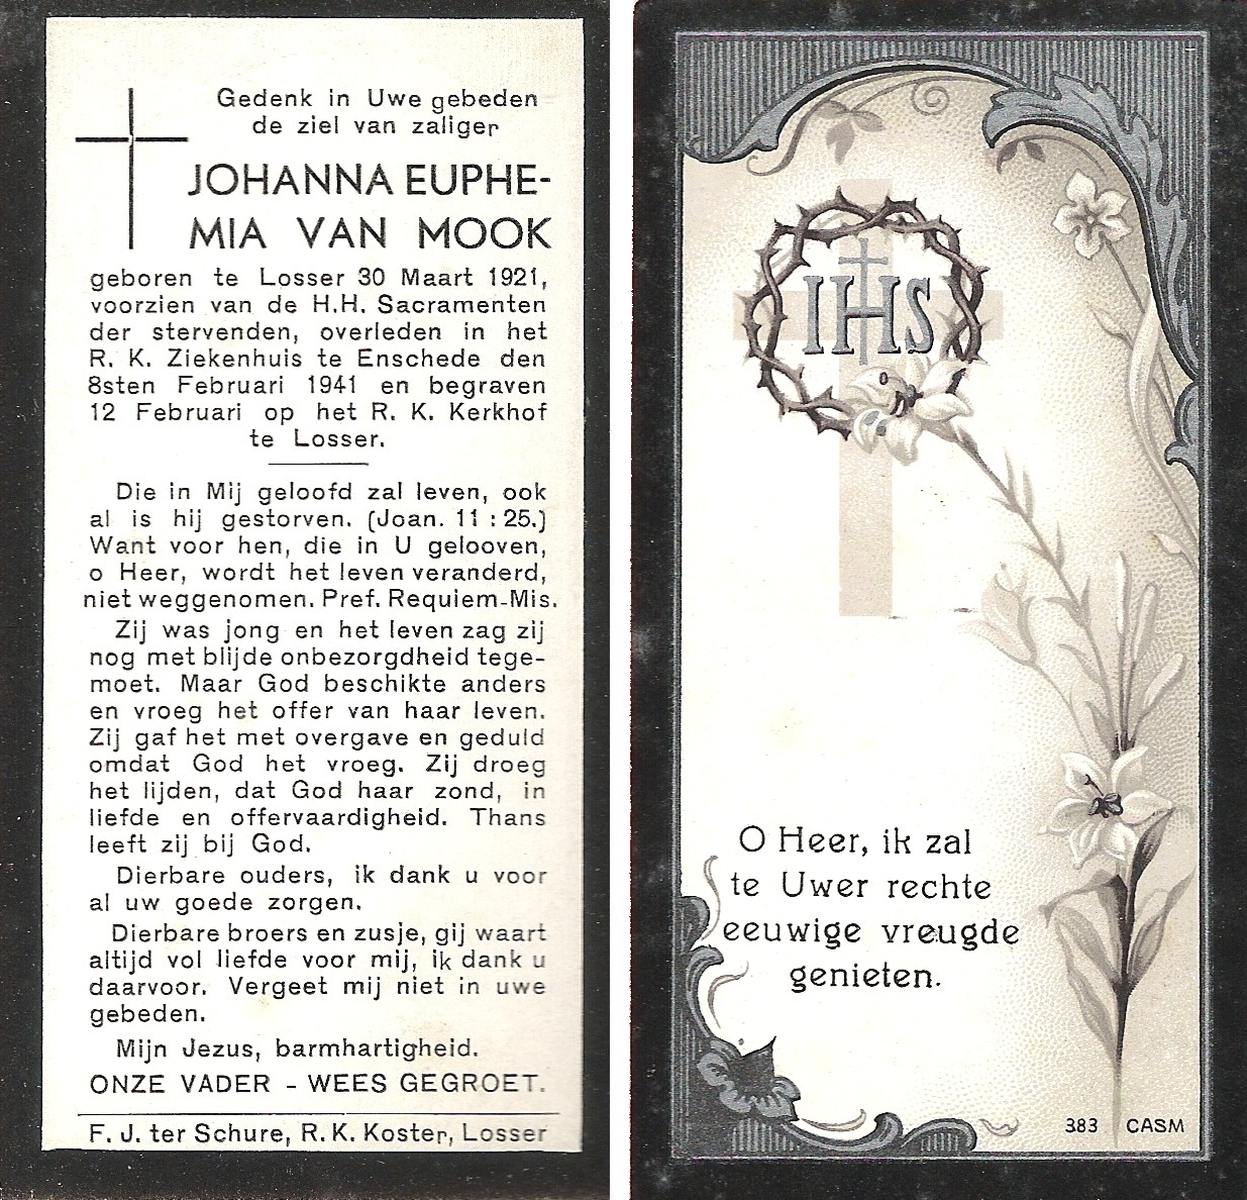 Gedenk in Uwe gebeden
de ziel van zaliger
JOHANNA EUPHE-
MIA VAN MOOK
geboren te Losser 30 Maart 1921,
voorzien van de H.H. Sacramenten
der stervenden, overleden in het
R. K. Ziekenhuis te Enschede den
8sten Februari 1941 en begraven
12 Februari op het R. K. Kerkhof
te Losser.
Die in Mij geloofd zal leven, ook
al is hij gestorven. (Joan. 11 : 25.)
Want voor hen, die in U gelooven,
o Heer, wordt het leven veranderd,
niet weggenomen. Pref. Requiem-Mis.
Zij was jong en het leven zag zij
nog met blijde onbezorgdheid tege-
moet. Maar God beschikte anders
en vroeg het offer van haar leven.
Zij gaf het met overgave en geduld
omdat God het vroeg. Zij droeg
het lijden, dat God haar zond, in
liefde en offervaardigheid. Thans
leeft zij bij God.
Dierbare ouders, ik dank u voor
al uw goede zorgen.
Dierbare broers en zusje, gij waart
altijd vol liefde voor mij, ik dank u
daarvoor. Vergeet mij niet in uwe
gebeden.
Mijn Jezus, barmhartigheid.
ONZE VADER - WEES GEGROET.
F. J. ter Schure, R. K. Koster, Losser
IHS
O Heer, ik zal
te Uwer rechte
eeuwige vreugde
genieten.
383 CASM